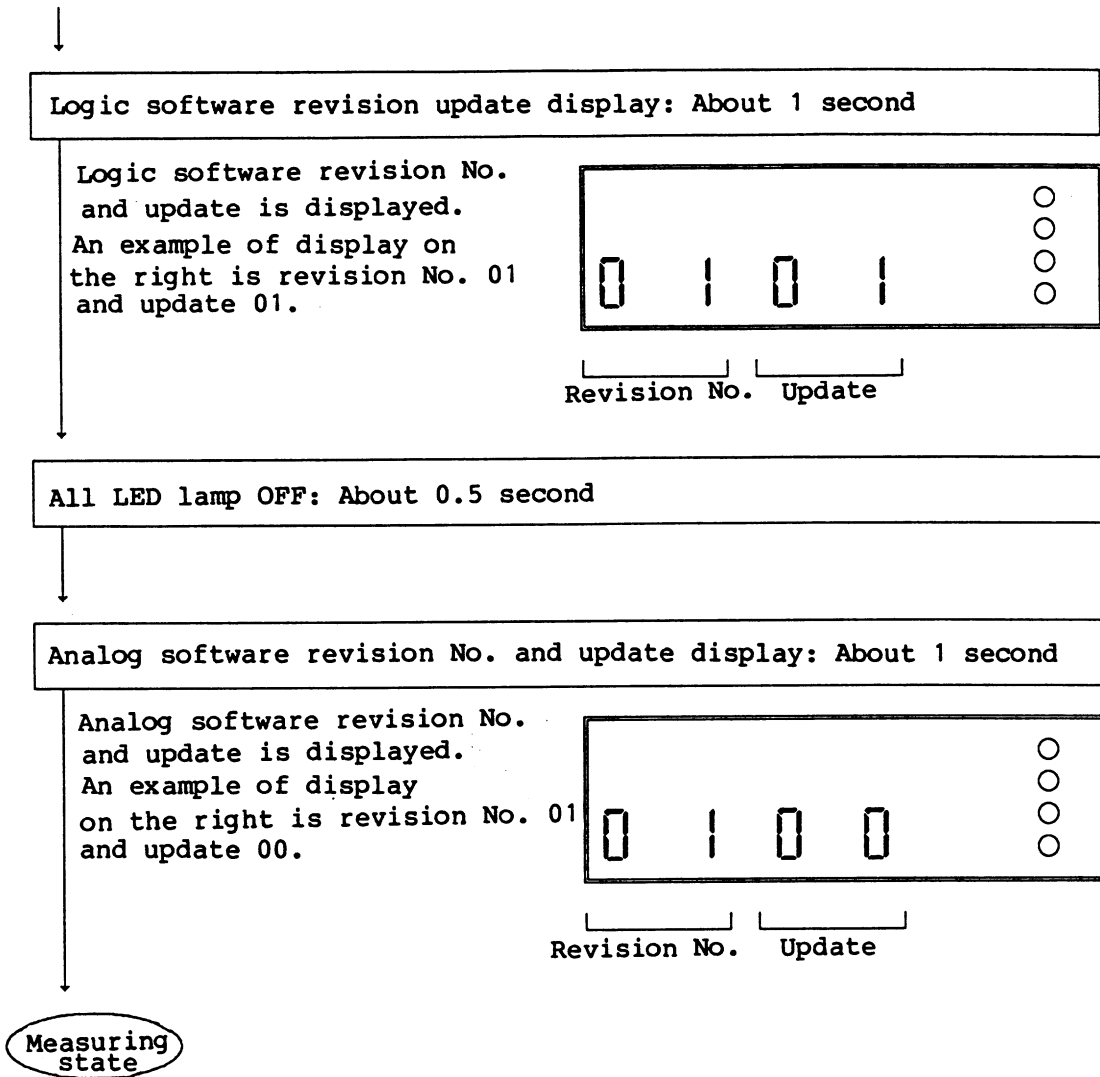 Logic software revision update display: About 1 second
Logic software revision No.
and update is displayed.
An example of display on
the right is revision No. 01
and update 01.
0 1 0 1
Revision No. Update
All LED lamp OFF: About 0.5 second
Analog software revision No. and update display: About 1 second
Analog software revision No.
and update is displayed.
An example of display
on the right is revision No. 01
and update 00.
0 1 0 0
Revision No. Update
Measuring
state